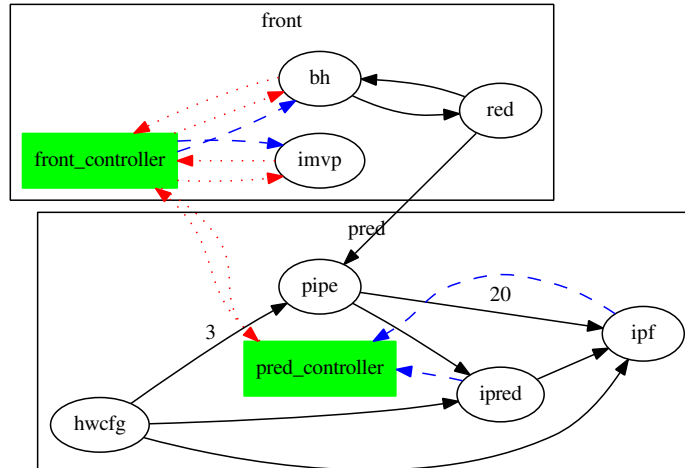 front
bh
red
front_controller
imvp
pred
pipe
20
3
ipf
pred_controller
ipred
hwcfg